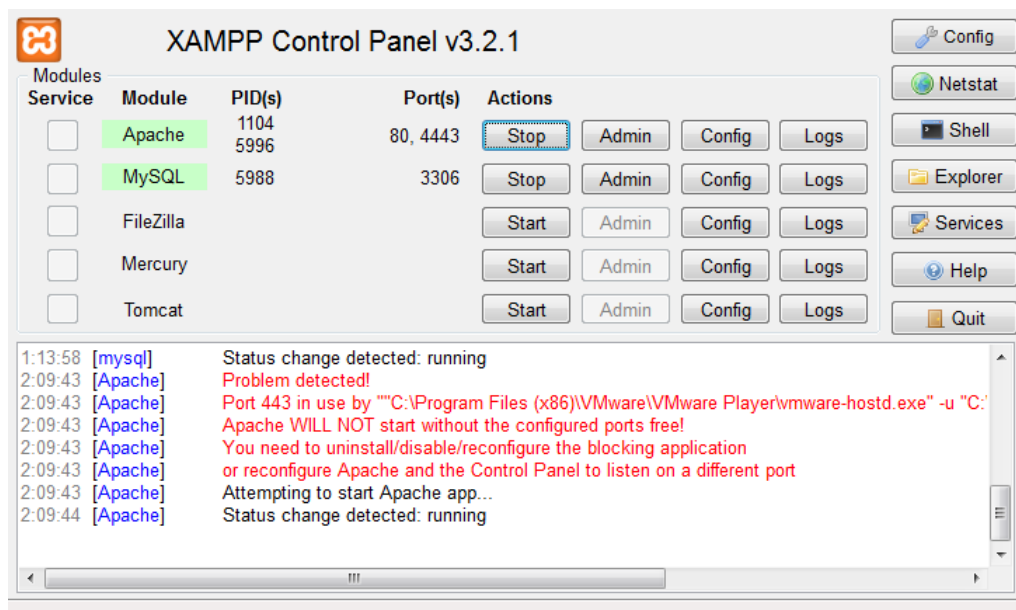 XAMPP Control Panel v3.2.1
Config
Modules
Netstat
Service Module PID(s) Port(s) Actions
Apache 1104 5996 80, 4443 Stop Admin Config Logs
Shell
MySQL 5988 3306 Stop Admin Config Logs
Explorer
FileZilla Start Admin Config Logs
Services
Mercury Start Admin Config Logs
Help
Tomcat Start Admin Config Logs
Quit
1:13:58 [mysql] Status change detected: running
2:09:43 [Apache] Problem detected!
2:09:43 [Apache] Port 443 in use by ""C:\Program Files (x86)\VMware\VMware Player\vmware-hostd.exe" -u "C:'
2:09:43 [Apache] Apache WILL NOT start without the configured ports free!
2:09:43 [Apache] You need to uninstall/disable/reconfigure the blocking application
2:09:43 [Apache] or reconfigure Apache and the Control Panel to listen on a different port
2:09:43 [Apache] Attempting to start Apache app...
2:09:44 [Apache] Status change detected: running